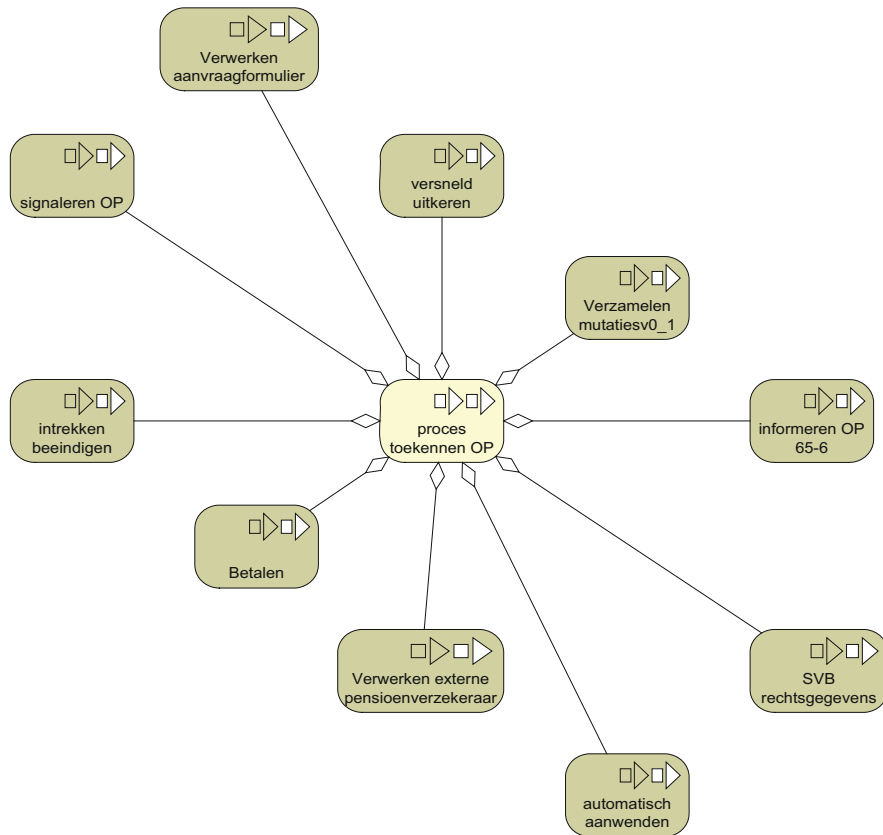 Verwerken
aanvraagformulier
signaleren OP
versneld
uitkeren
Verzamelen
mutatiesv0_1
intrekken
beeindigen
proces
toekennen OP
informeren OP
65-6
Betalen
Verwerken externe
pensioenverzekeraar
SVB
rechtsgegevens
automatisch
aanwenden